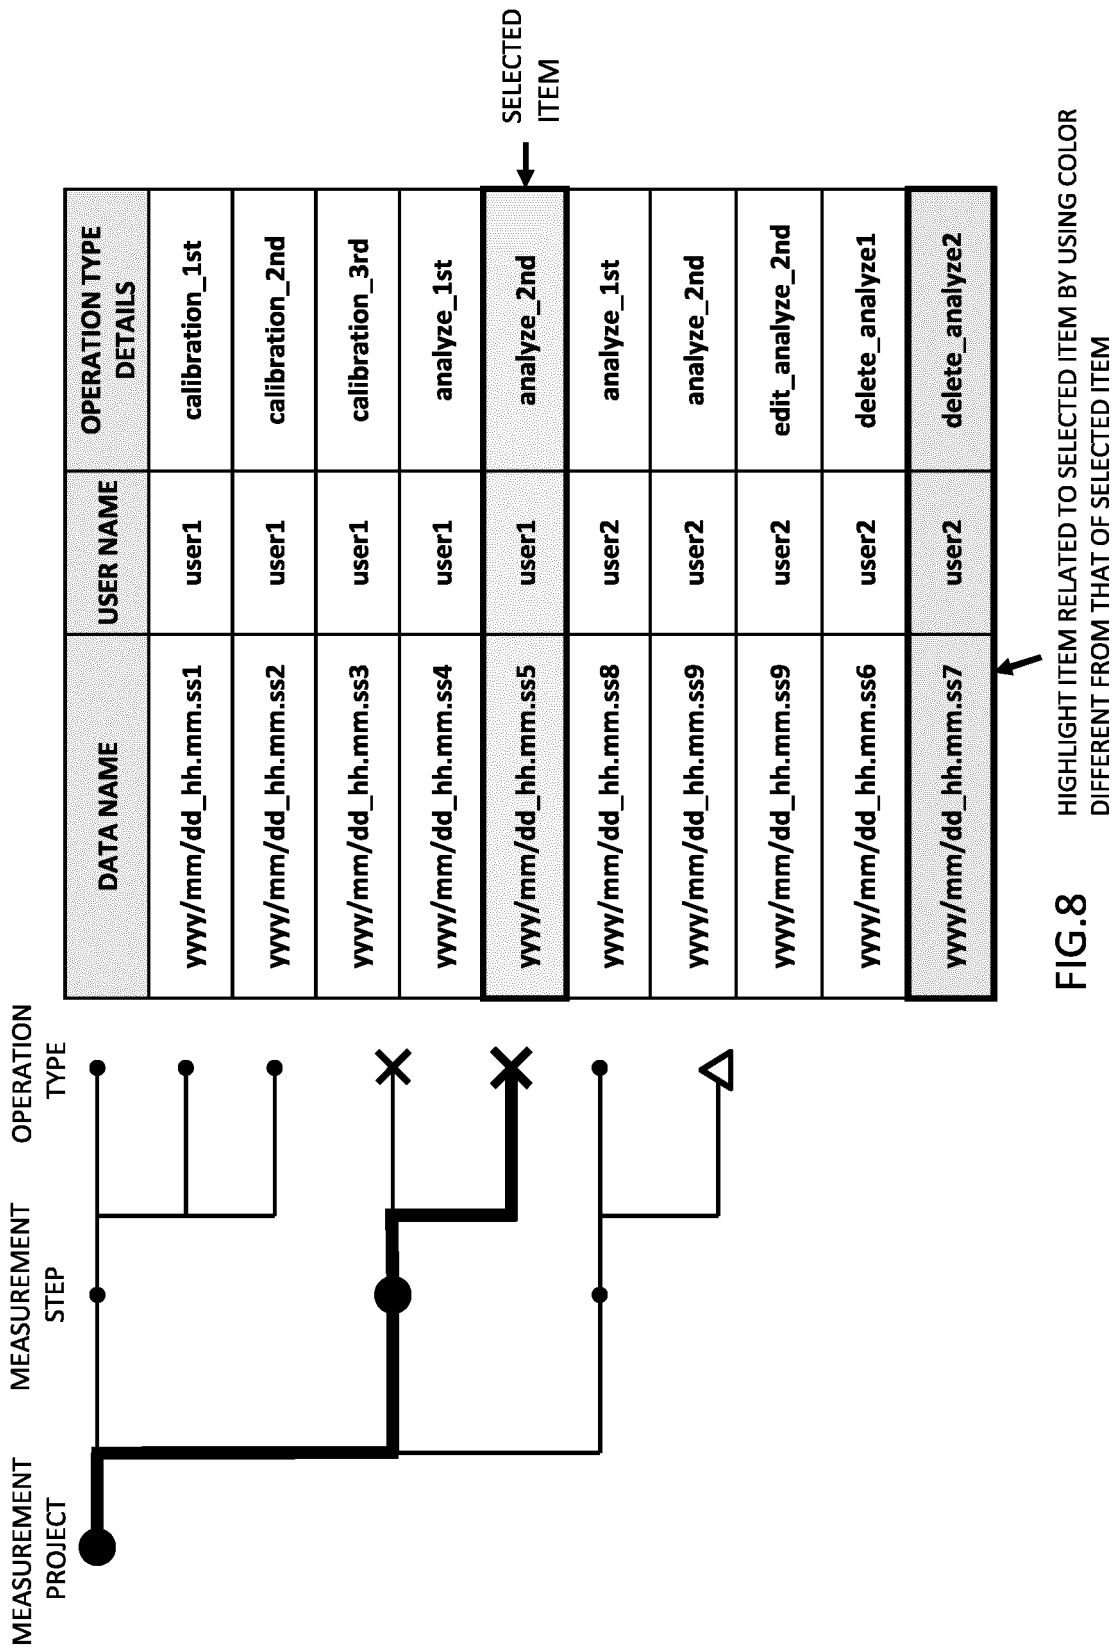 MEASUREMENT
PROJECT
MEASUREMENT
STEP
OPERATION
TYPE
DATA NAME
USER NAME
OPERATION TYPE
DETAILS
yyyy/mm/dd_hh.mm.ss1
user1
calibration_1st
yyyy/mm/dd_hh.mm.ss2
user1
calibration_2nd
yyyy/mm/dd_hh.mm.ss3
user1
calibration_3rd
yyyy/mm/dd_hh.mm.ss4
user1
analyze_1st
yyyy/mm/dd_hh.mm.ss5
user1
analyze_2nd
SELECTED
ITEM
yyyy/mm/dd_hh.mm.ss8
user2
analyze_1st
yyyy/mm/dd_hh.mm.ss9
user2
analyze_2nd
yyyy/mm/dd_hh.mm.ss9
user2
edit_analyze_2nd
yyyy/mm/dd_hh.mm.ss6
user2
delete_analyze1
yyyy/mm/dd_hh.mm.ss7
user2
delete_analyze2
HIGHLIGHT ITEM RELATED TO SELECTED ITEM BY USING COLOR
DIFFERENT FROM THAT OF SELECTED ITEM
FIG.8